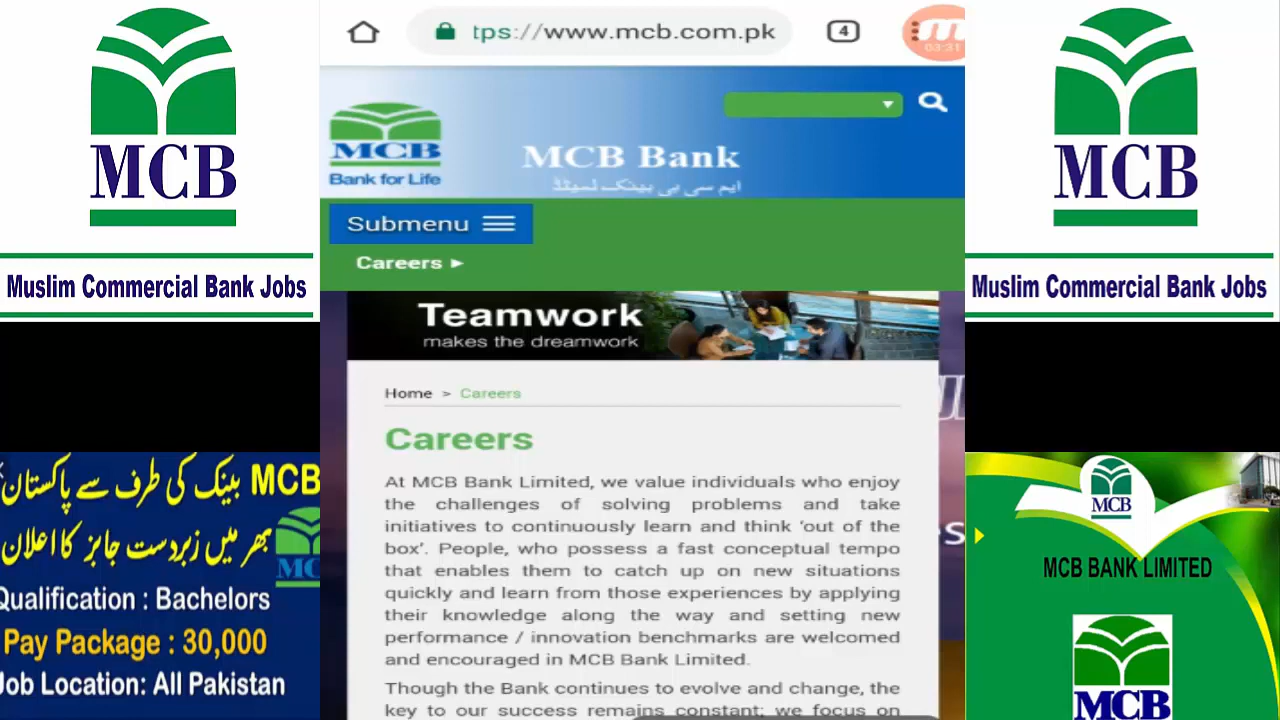 MCB
Muslim Commercial Bank Jobs
MCB بینک کی طرف سے پاکستان
بھر میں زبردست جابز کا اعلان
MC
Qualification : Bachelors
Pay Package : 30,000
Job Location: All Pakistan
tps://www.mcb.com.pk
4
03:31
MCB
Bank for Life
MCB Bank
ایم سی بی بینک لمیٹڈ
Submenu
Careers ►
Teamwork
makes the dreamwork
Home > Careers
Careers
At MCB Bank Limited, we value individuals who enjoy
the challenges of solving problems and take
initiatives to continuously learn and think ‘out of the
box’. People, who possess a fast conceptual tempo
that enables them to catch up on new situations
quickly and learn from those experiences by applying
their knowledge along the way and setting new
performance / innovation benchmarks are welcomed
and encouraged in MCB Bank Limited.
Though the Bank continues to evolve and change, the
key to our success remains constant; we focus on
MCB
Muslim Commercial Bank Jobs
MCB
MCB BANK LIMITED
MCB